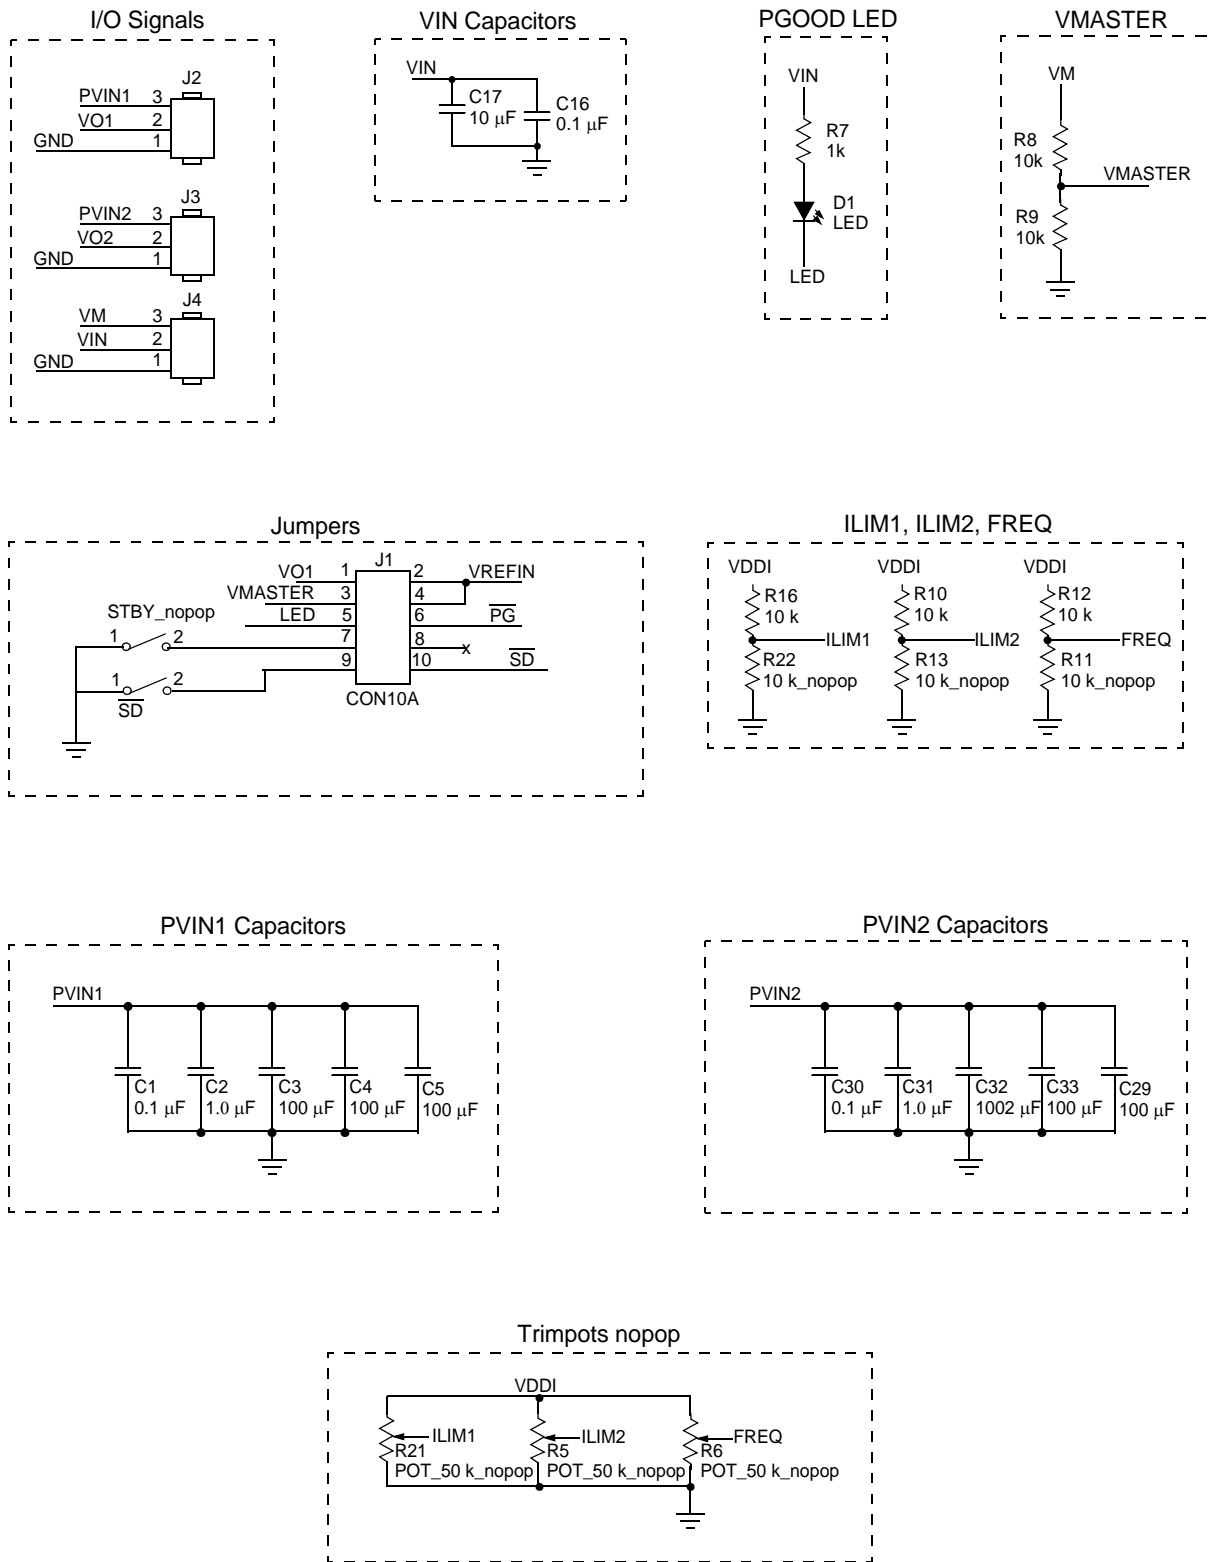 I/O Signals
J2
PVIN1 3
VO1 2
GND 1
J3
PVIN2 3
VO2 2
GND 1
J4
VM 3
VIN 2
GND 1
VIN Capacitors
VIN
C17
10 μF
C16
0.1 μF
PGOOD LED
VIN
R7
1k
D1
LED
LED
VMASTER
VM
R8
10k
VMASTER
R9
10k
Jumpers
J1
VO1 1 2 VREFIN
VMASTER 3 4
LED 5 6 PG
STBY_nopop
1 2 7 8 x
9 10 SD
1 2
SD
CON10A
ILIM1, ILIM2, FREQ
VDDI VDDI VDDI
R16 R10 R12
10 k 10 k 10 k
ILIM1 ILIM2 FREQ
R22 R13 R11
10 k_nopop 10 k_nopop 10 k_nopop
PVIN1 Capacitors
PVIN1
C1 C2 C3 C4 C5
0.1 μF 1.0 μF 100 μF 100 μF 100 μF
PVIN2 Capacitors
PVIN2
C30 C31 C32 C33 C29
0.1 μF 1.0 μF 1002 μF 100 μF 100 μF
Trimpots nopop
VDDI
ILIM1 ILIM2 FREQ
R21 R5 R6
POT_50 k_nopop POT_50 k_nopop POT_50 k_nopop